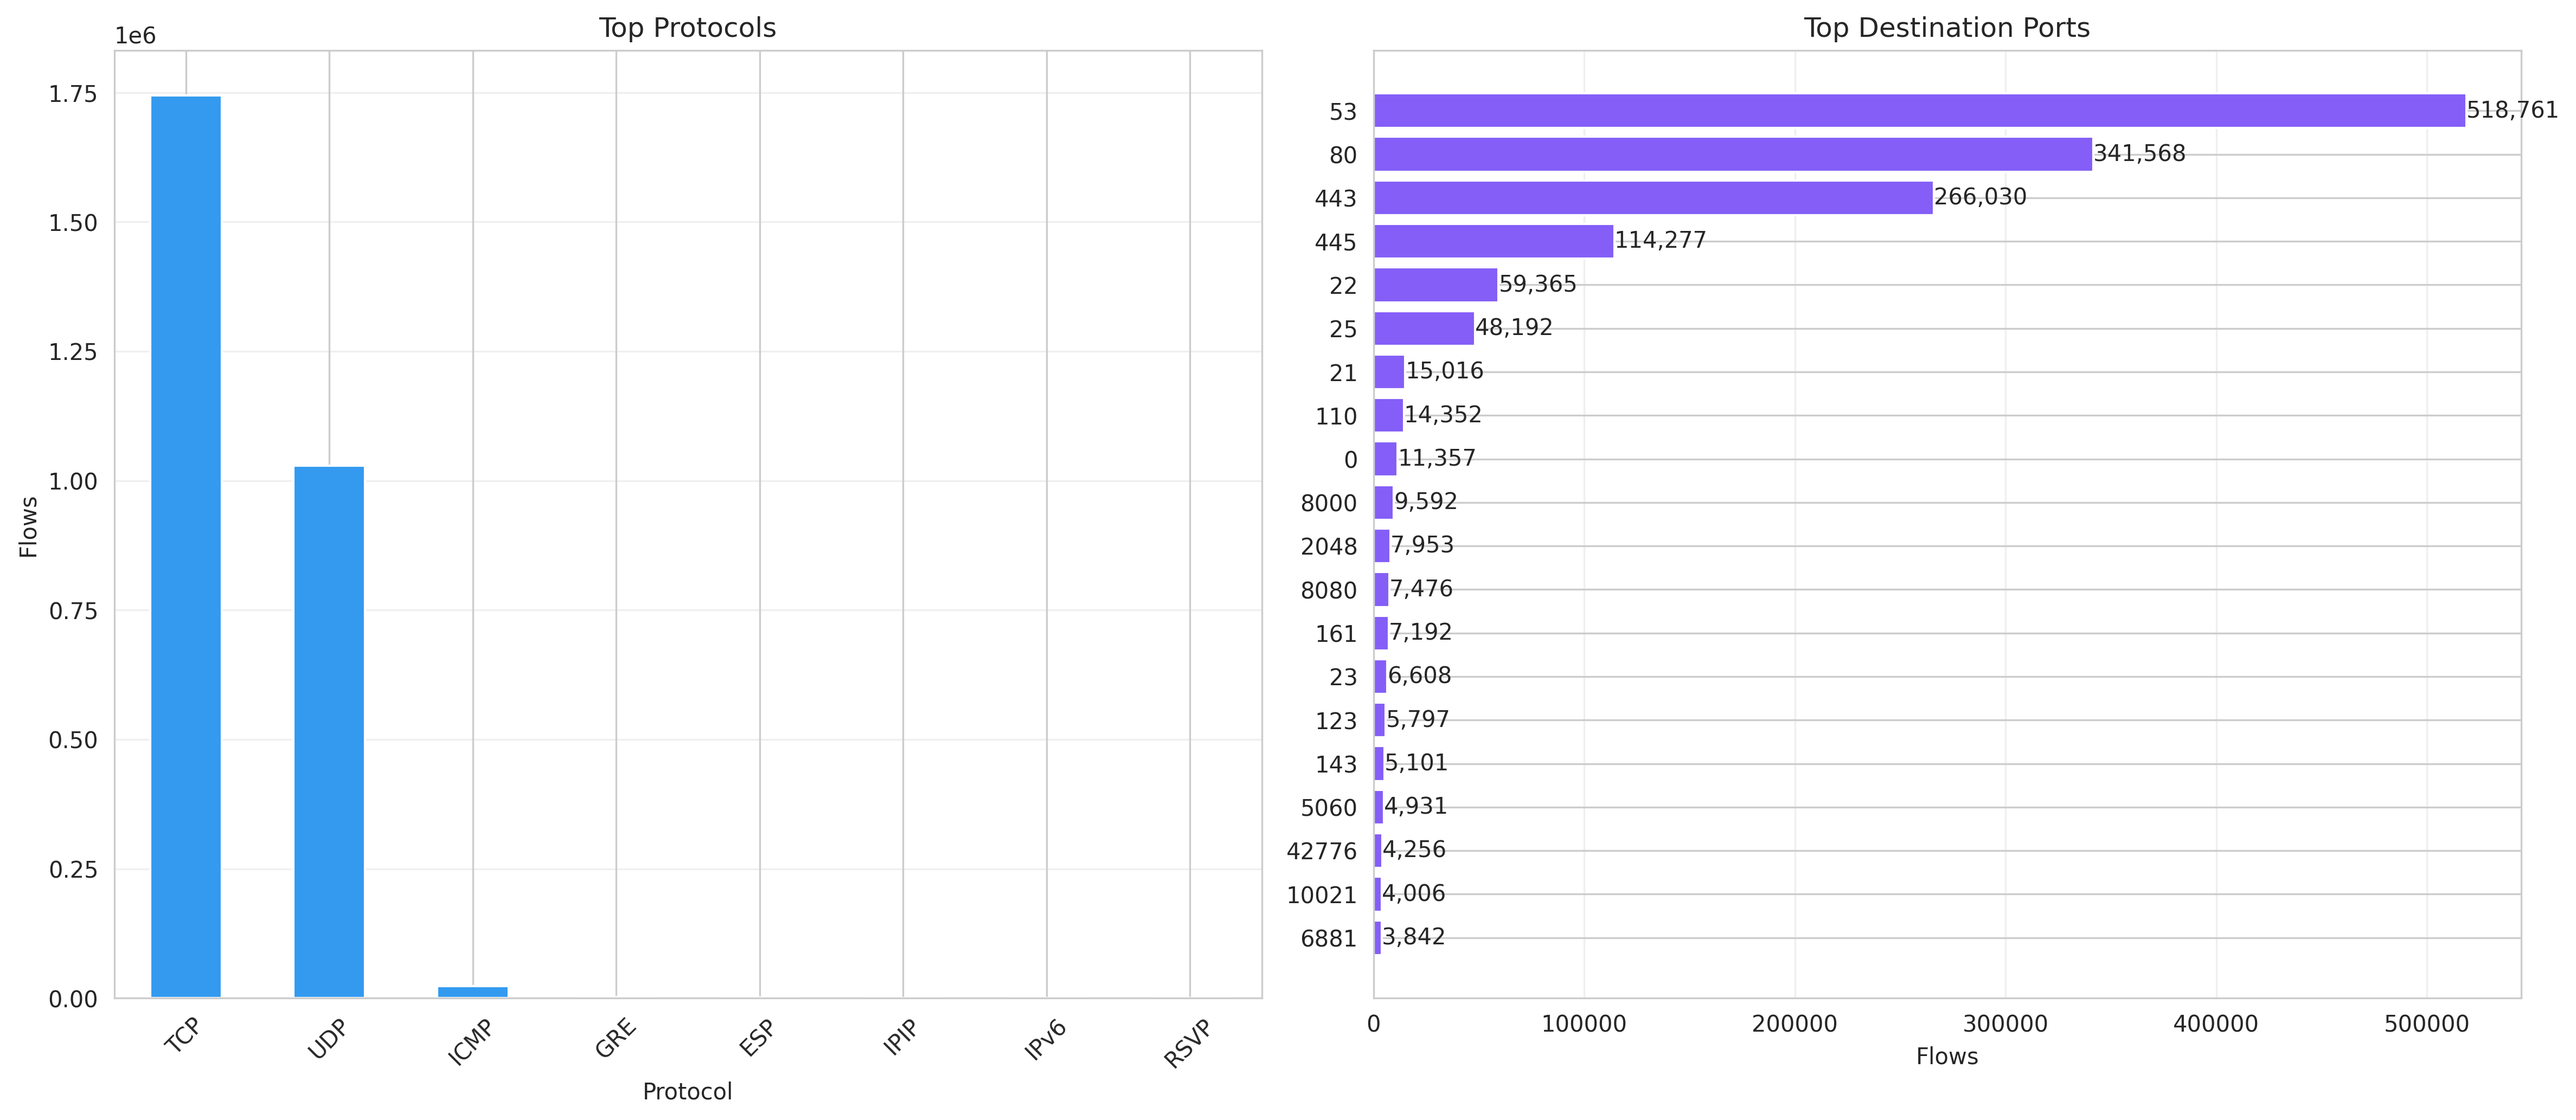 Top Protocols
1e6
1.75
1.50
1.25
1.00
0.75
0.50
0.25
0.00
Flows
TCP
UDP
ICMP
GRE
ESP
IPIP
IPv6
RSVP
Protocol
Top Destination Ports
53 518,761
80 341,568
443 266,030
445 114,277
22 59,365
25 48,192
21 15,016
110 14,352
0 11,357
8000 9,592
2048 7,953
8080 7,476
161 7,192
23 6,608
123 5,797
143 5,101
5060 4,931
42776 4,256
10021 4,006
6881 3,842
0 100000 200000 300000 400000 500000
Flows